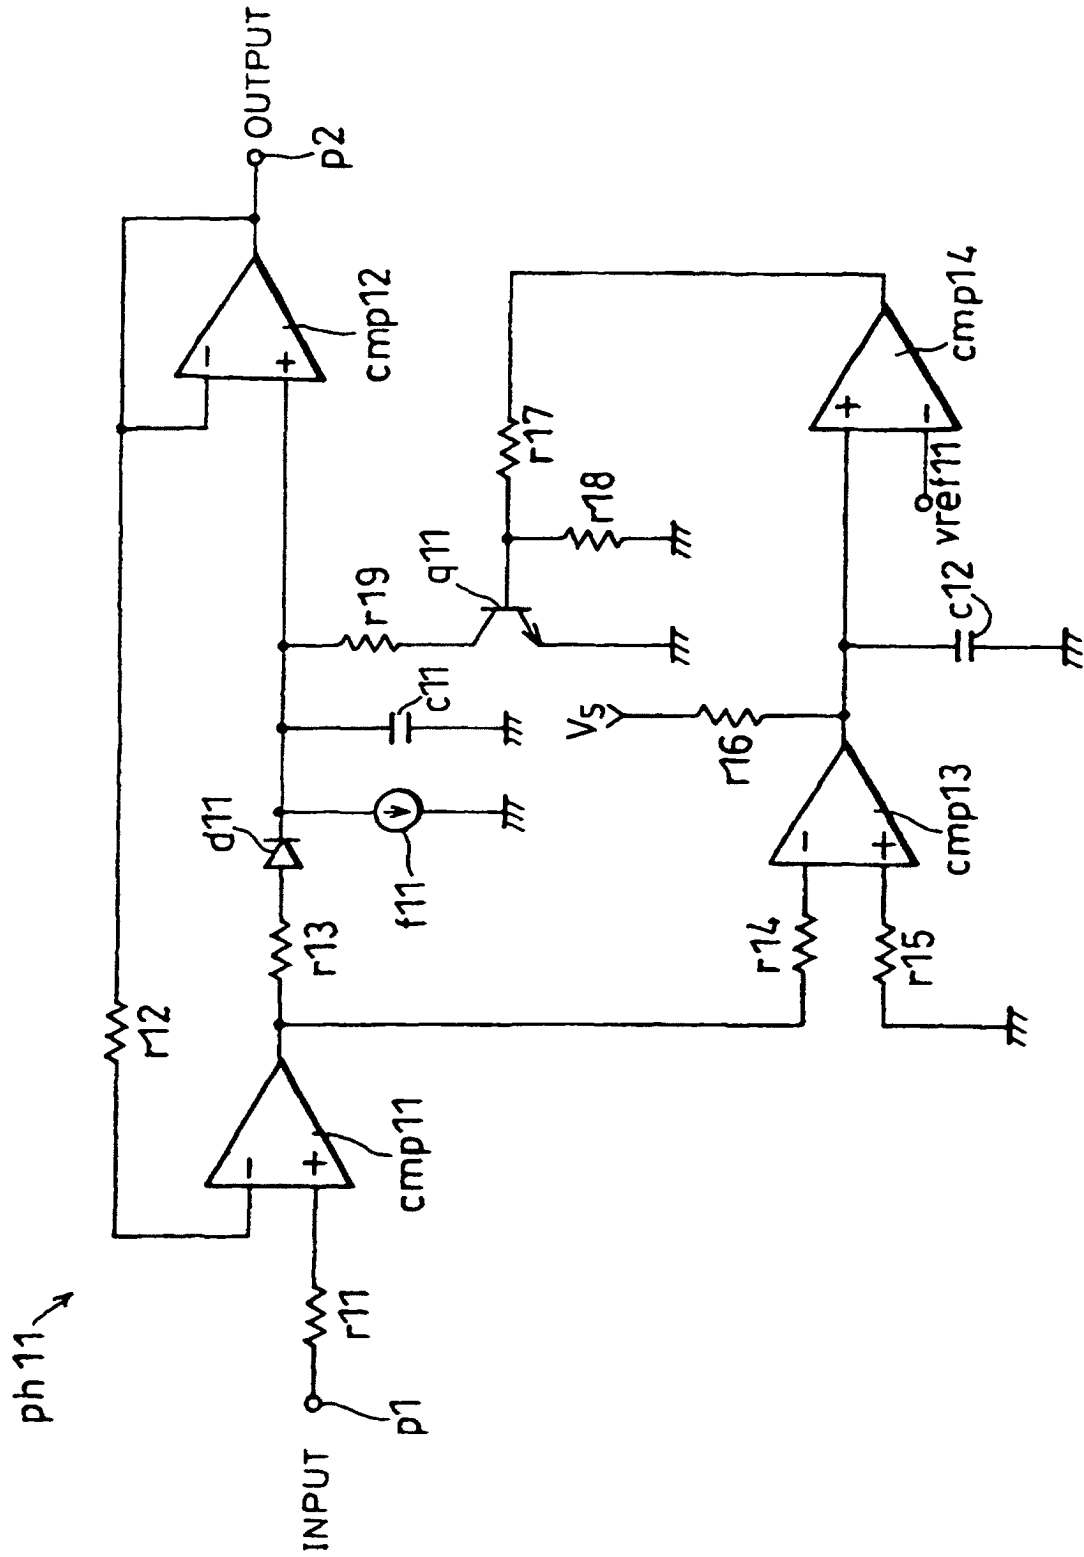 ph11
INPUT
p1
r11
cmp11
-
+
r12
r13
d11
f11
c11
r19
q11
r17
r18
cmp12
-
+
OUTPUT
p2
r14
r15
cmp13
-
+
Vs
r16
c12
vref11
cmp14
+
-